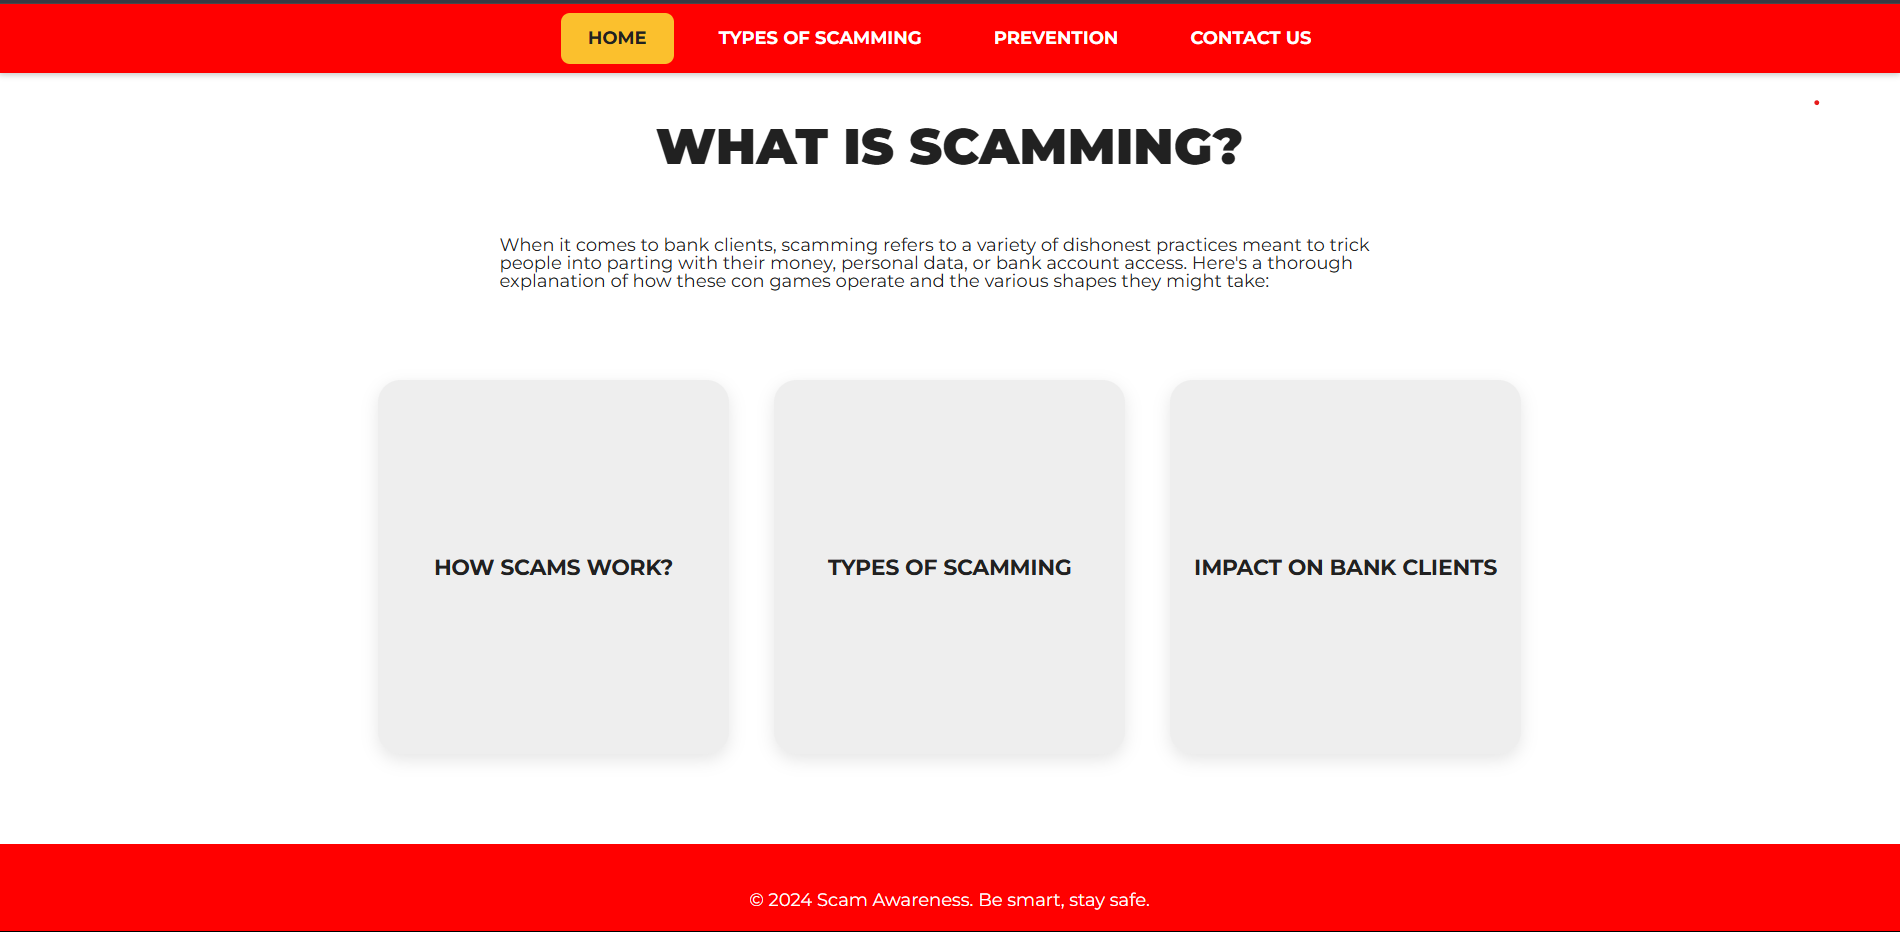 HOME TYPES OF SCAMMING PREVENTION CONTACT US
WHAT IS SCAMMING?
When it comes to bank clients, scamming refers to a variety of dishonest practices meant to trick
people into parting with their money, personal data, or bank account access. Here's a thorough
explanation of how these con games operate and the various shapes they might take:
HOW SCAMS WORK?
TYPES OF SCAMMING
IMPACT ON BANK CLIENTS
© 2024 Scam Awareness. Be smart, stay safe.